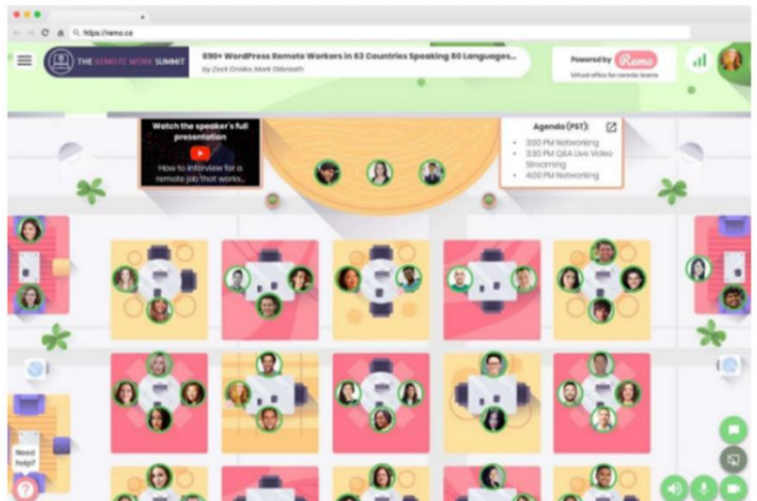 https://remo.co
THE REMOTE WORK SUMMIT
690+ WordPress Remote Workers in 63 Countries Speaking 80 Languages...
by Zack Onisko, Mark Gilbreath
Powered by Remo
Virtual office for remote teams
Watch the speaker's full
presentation
How to interview for a
remote job that works...
Agenda (PST):
• 3:00 PM Networking
• 3:30 PM Q&A Live Video
Streaming
• 4:00 PM Networking
Need
help?
?